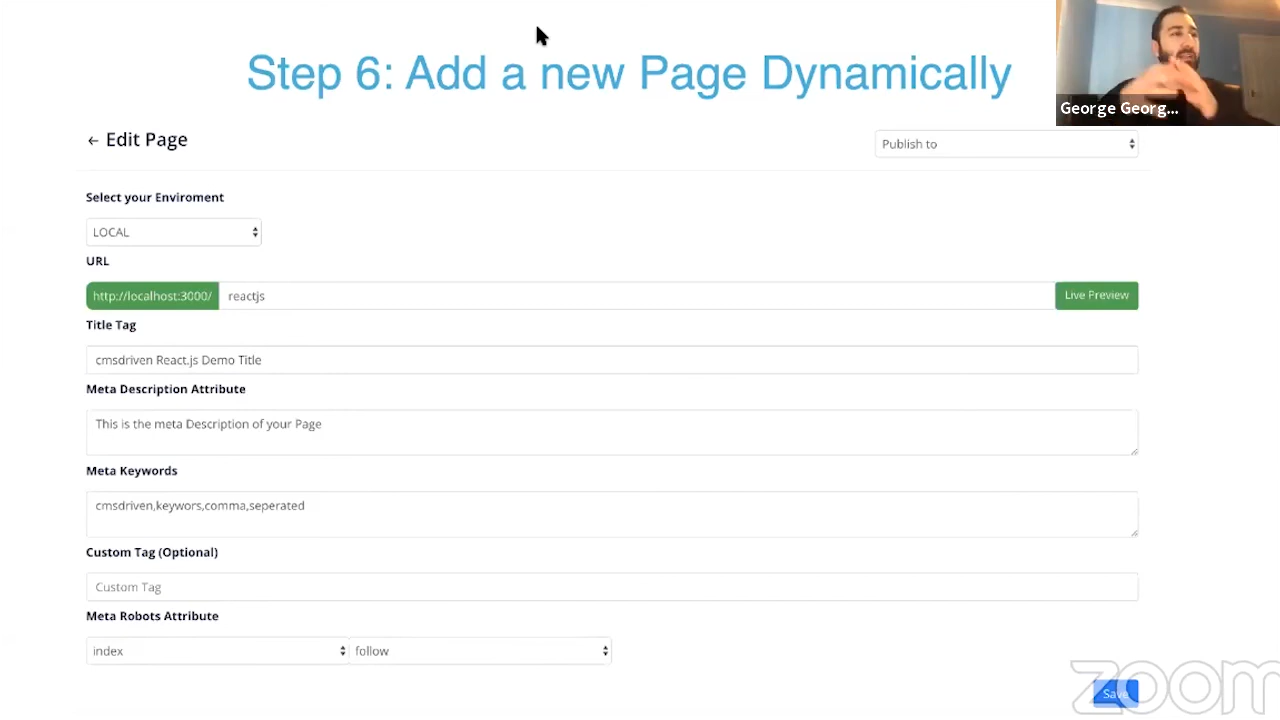 Step 6: Add a new Page Dynamically
George Georg...
← Edit Page
Publish to
Select your Enviroment
LOCAL
URL
http://localhost:3000/ reactjs Live Preview
Title Tag
cmsdriven React.js Demo Title
Meta Description Attribute
This is the meta Description of your Page
Meta Keywords
cmsdriven,keywors,comma,seperated
Custom Tag (Optional)
Custom Tag
Meta Robots Attribute
index follow
Save
zoom